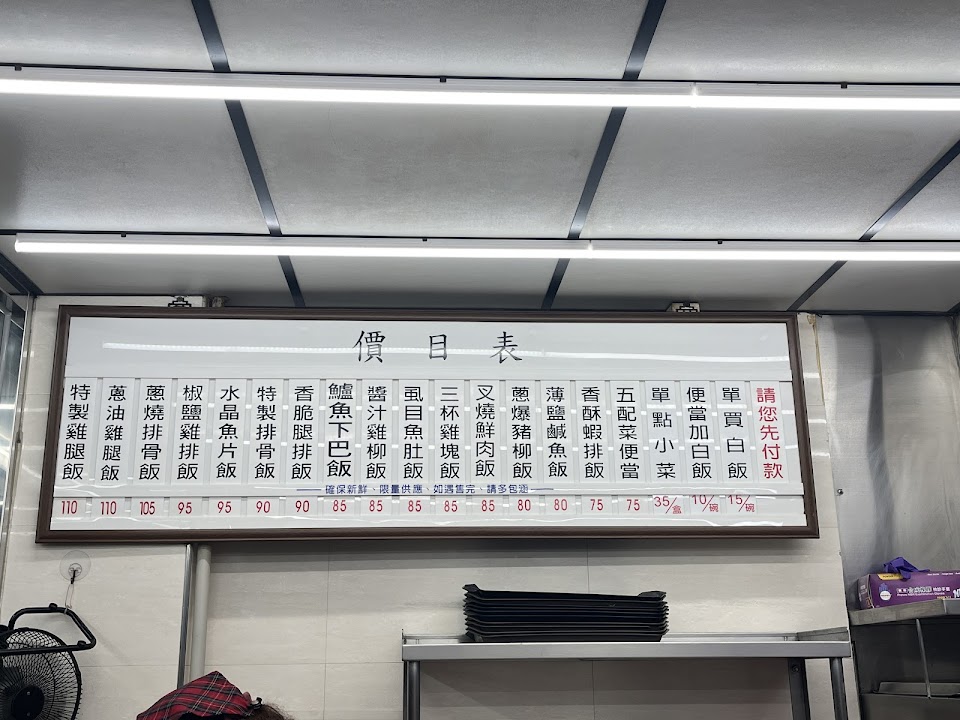 價目表
請您先付款
單買白飯
便當加白飯
單點小菜
五配菜便當
香酥蝦排飯
薄鹽鹹魚飯
蔥爆豬柳飯
叉燒鮮肉飯
三杯雞塊飯
虱目魚肚飯
醬汁雞柳飯
鱸魚下巴飯
香脆腿排飯
特製排骨飯
水晶魚片飯
椒鹽雞排飯
蔥燒排骨飯
蔥油雞腿飯
特製雞腿飯
確保新鮮、限量供應、如遇售完、請多包涵
110 110 105 95 95 90 90 85 85 85 85 85 80 80 75 75 35/盒 10/碗 15/碗